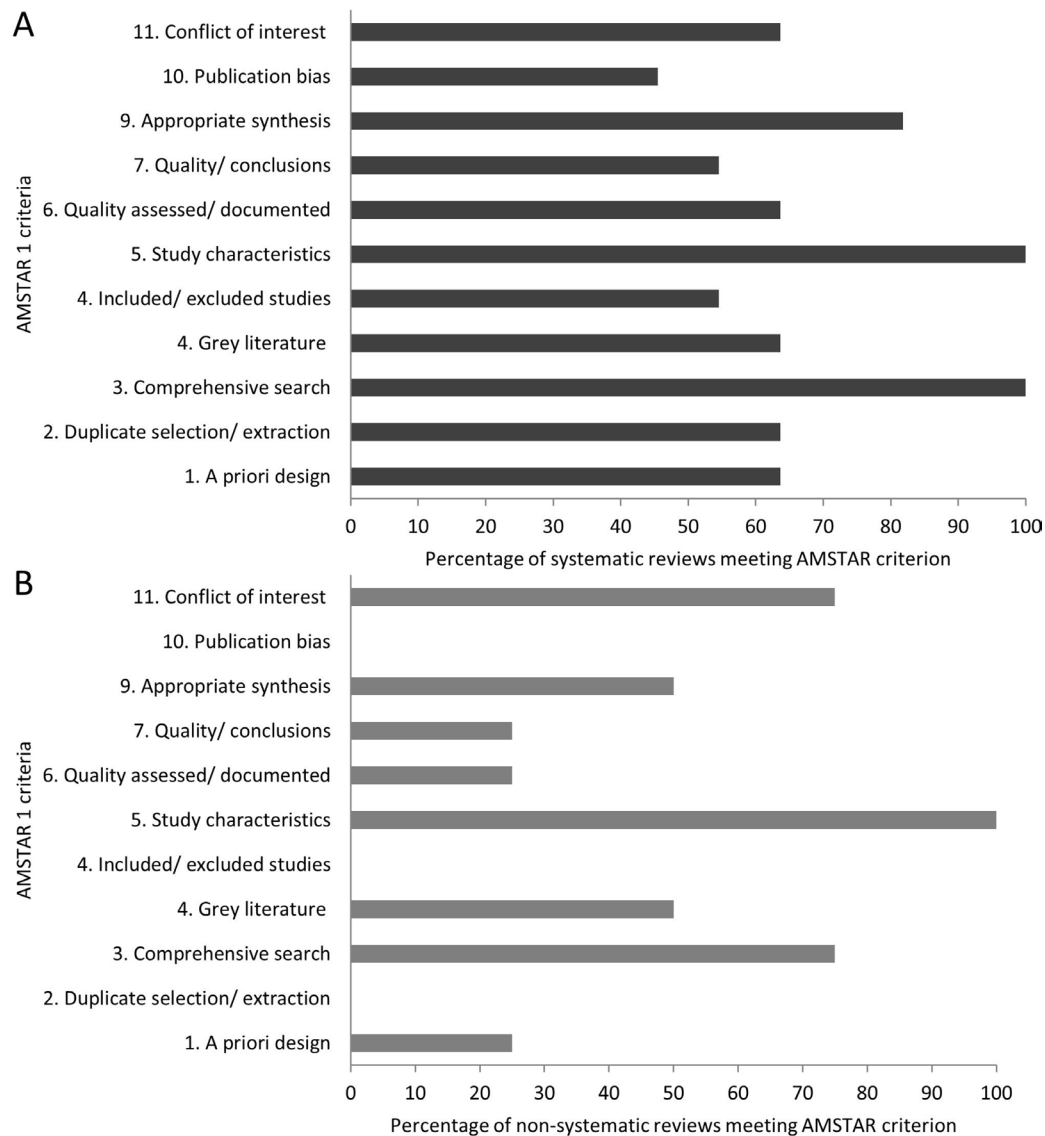 A
AMSTAR 1 criteria
11. Conflict of interest
10. Publication bias
9. Appropriate synthesis
7. Quality/ conclusions
6. Quality assessed/ documented
5. Study characteristics
4. Included/ excluded studies
4. Grey literature
3. Comprehensive search
2. Duplicate selection/ extraction
1. A priori design
0 10 20 30 40 50 60 70 80 90 100
Percentage of systematic reviews meeting AMSTAR criterion
B
AMSTAR 1 criteria
11. Conflict of interest
10. Publication bias
9. Appropriate synthesis
7. Quality/ conclusions
6. Quality assessed/ documented
5. Study characteristics
4. Included/ excluded studies
4. Grey literature
3. Comprehensive search
2. Duplicate selection/ extraction
1. A priori design
0 10 20 30 40 50 60 70 80 90 100
Percentage of non-systematic reviews meeting AMSTAR criterion